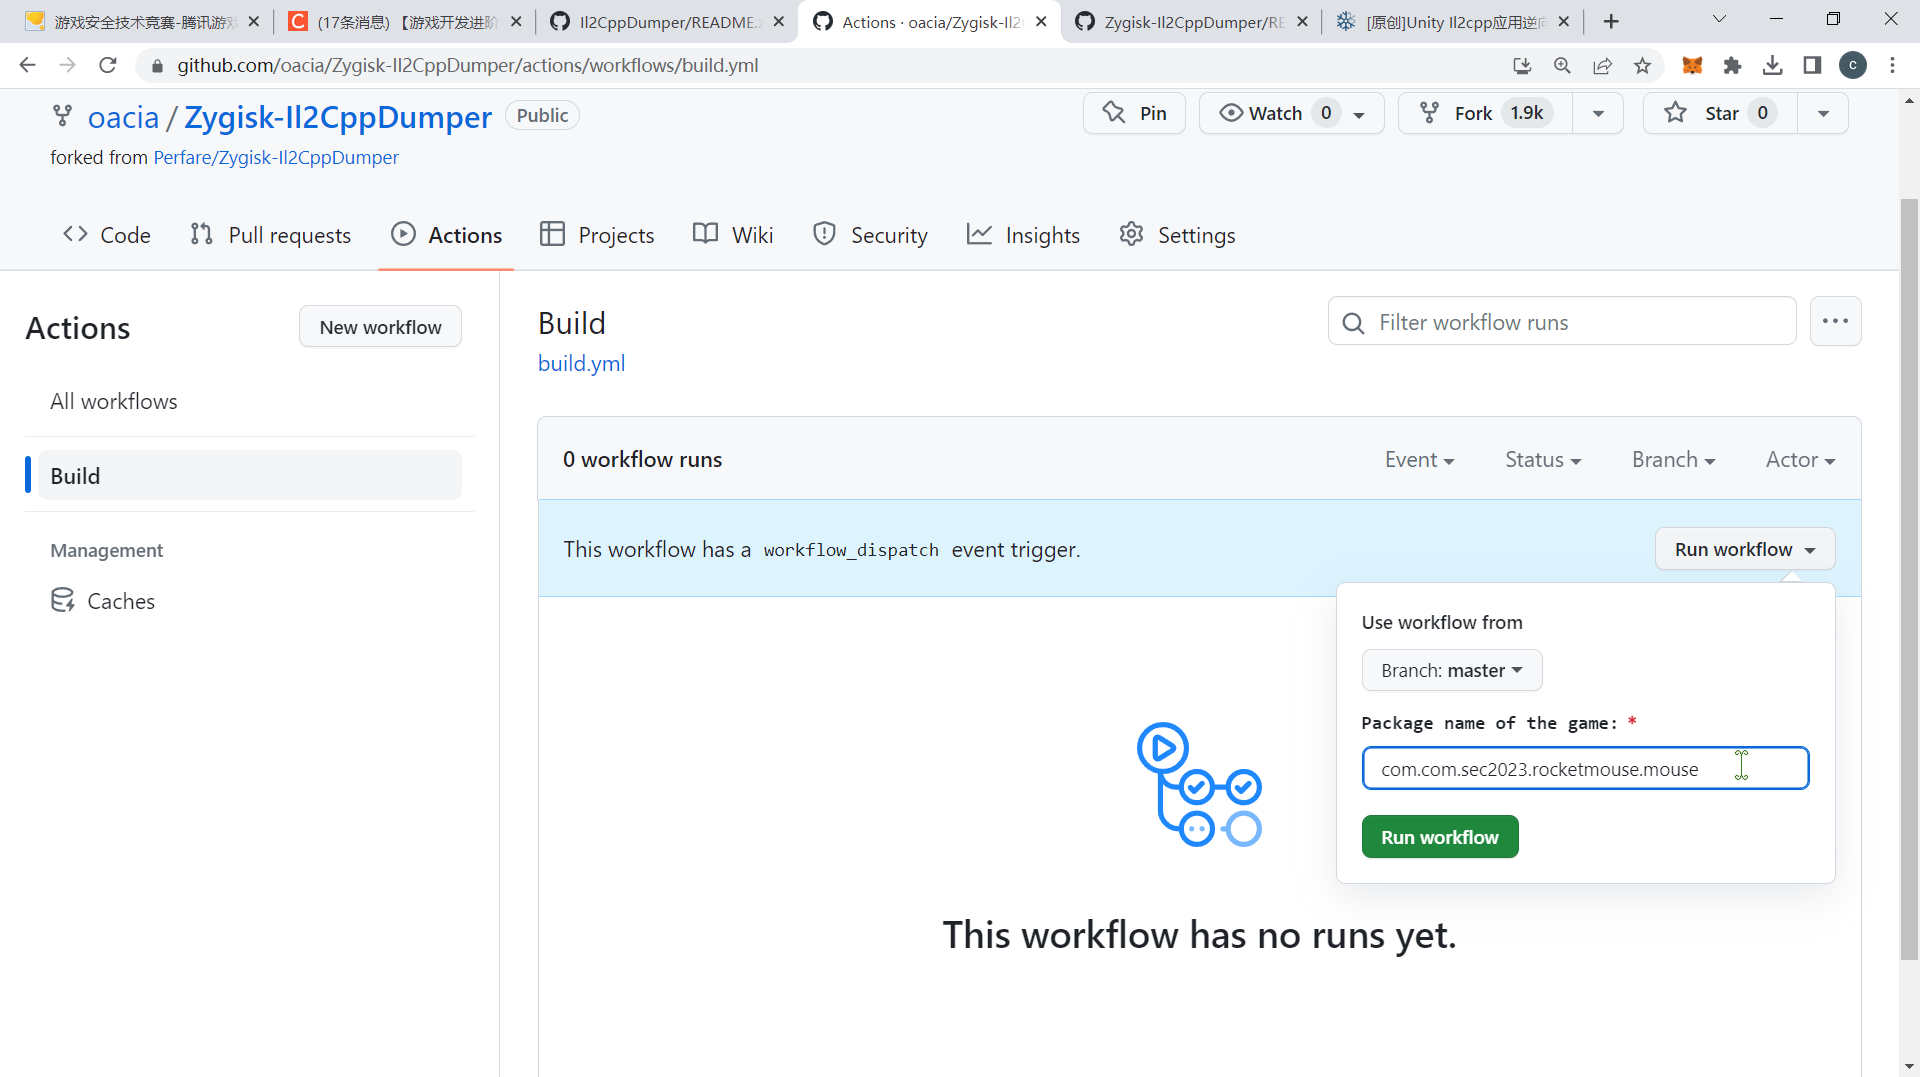 游戏安全技术竞赛-腾讯游戏
(17条消息) 【游戏开发进阶
Il2CppDumper/README.z
Actions · oacia/Zygisk-Il2C
Zygisk-Il2CppDumper/RE
[原创]Unity Il2cpp应用逆向
github.com/oacia/Zygisk-Il2CppDumper/actions/workflows/build.yml
C
oacia / Zygisk-Il2CppDumper Public
Pin
Watch 0
Fork 1.9k
Star 0
forked from Perfare/Zygisk-Il2CppDumper
Code
Pull requests
Actions
Projects
Wiki
Security
Insights
Settings
Actions
New workflow
All workflows
Build
Management
Caches
Build
build.yml
Filter workflow runs
0 workflow runs
Event
Status
Branch
Actor
This workflow has a workflow_dispatch event trigger.
Run workflow
Use workflow from
Branch: master
Package name of the game: *
com.com.sec2023.rocketmouse.mouse
Run workflow
This workflow has no runs yet.